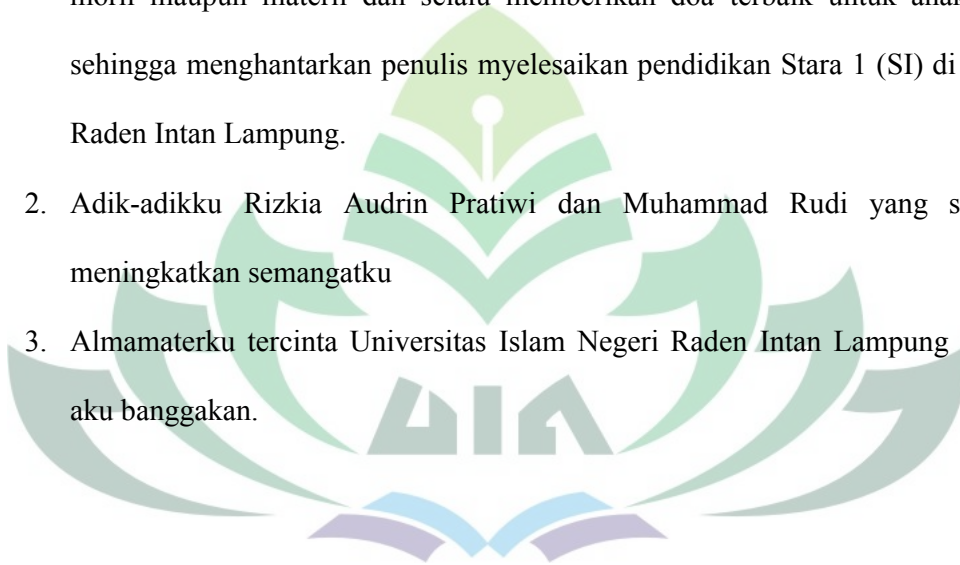 moril maupun materil dan selalu memberikan doa terbaik untuk
sehingga menghantarkan penulis myelesaikan pendidikan Stara 1 (SI) di
Raden Intan Lampung.
2. Adik-adikku Rizkia Audrin Pratiwi dan Muhammad Rudi yang
meningkatkan semangatku
3. Almamaterku tercinta Universitas Islam Negeri Raden Intan Lampung
aku banggakan.
UIN